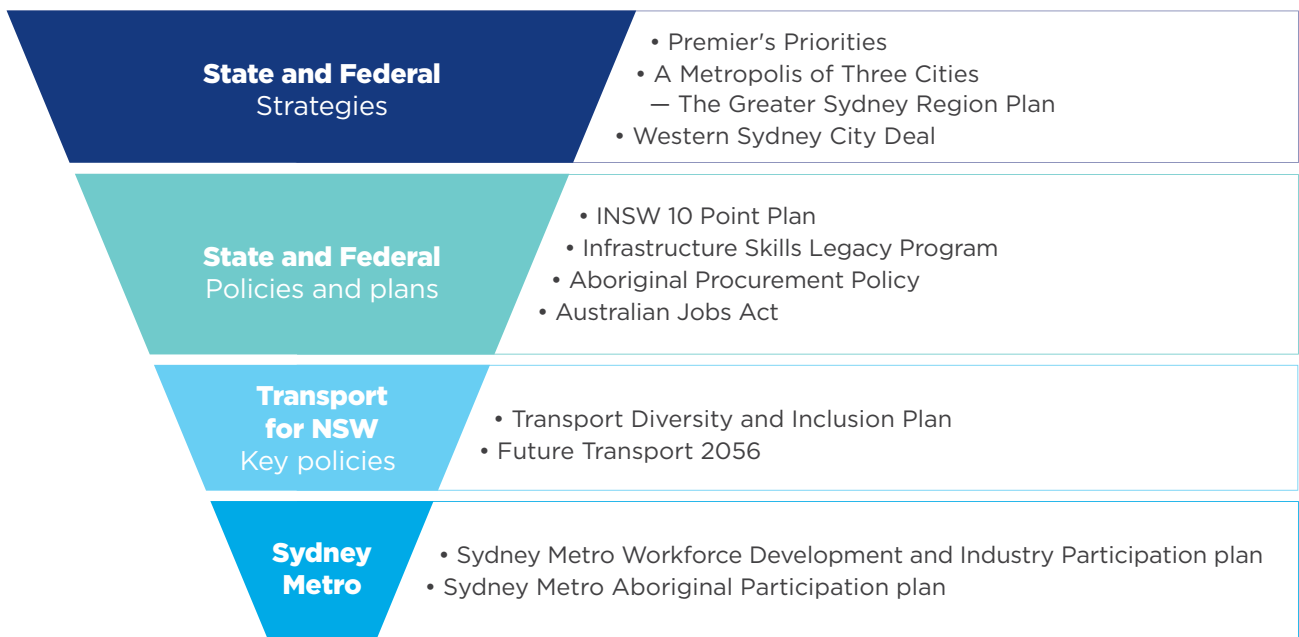 State and Federal
Strategies
• Premier's Priorities
• A Metropolis of Three Cities
— The Greater Sydney Region Plan
• Western Sydney City Deal
State and Federal
Policies and plans
• INSW 10 Point Plan
• Infrastructure Skills Legacy Program
• Aboriginal Procurement Policy
• Australian Jobs Act
Transport
for NSW
Key policies
• Transport Diversity and Inclusion Plan
• Future Transport 2056
Sydney
Metro
• Sydney Metro Workforce Development and Industry Participation plan
• Sydney Metro Aboriginal Participation plan